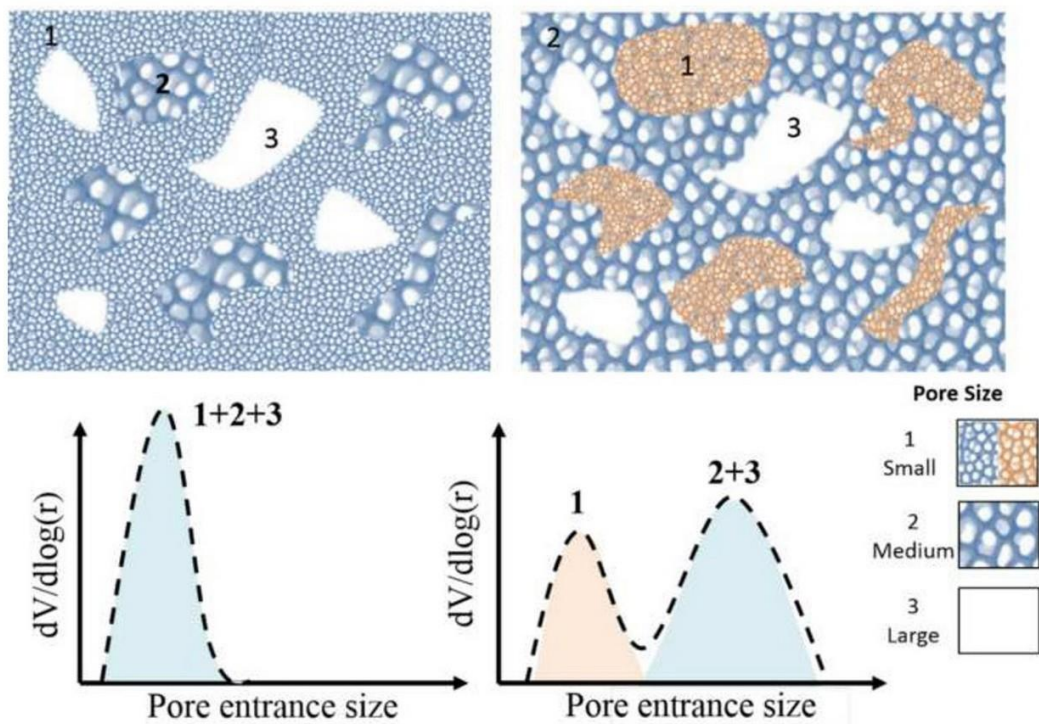 1
2
3
2
1
3
1+2+3
dV/dlog(r)
Pore entrance size
1
2+3
dV/dlog(r)
Pore entrance size
Pore Size
1
Small
2
Medium
3
Large